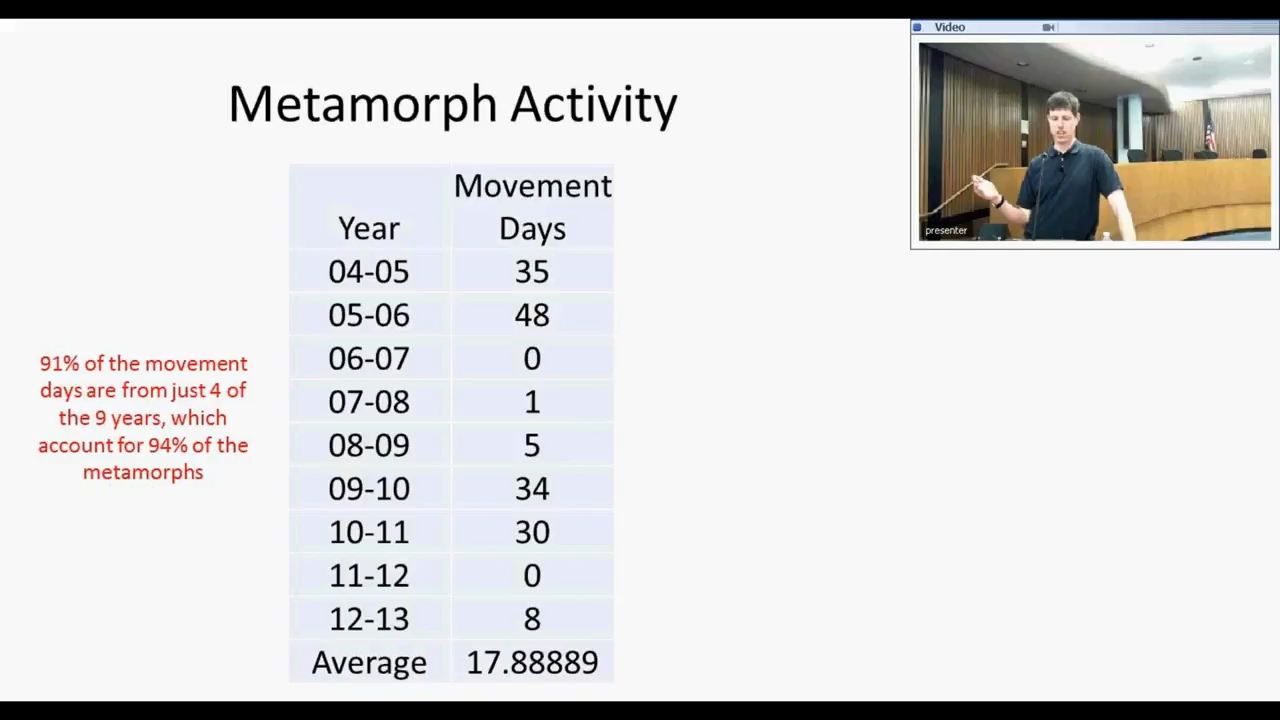 Metamorph Activity
Year Movement Days
04-05 35
05-06 48
06-07 0
07-08 1
08-09 5
09-10 34
10-11 30
11-12 0
12-13 8
Average 17.88889
91% of the movement
days are from just 4 of
the 9 years, which
account for 94% of the
metamorphs
Video
presenter